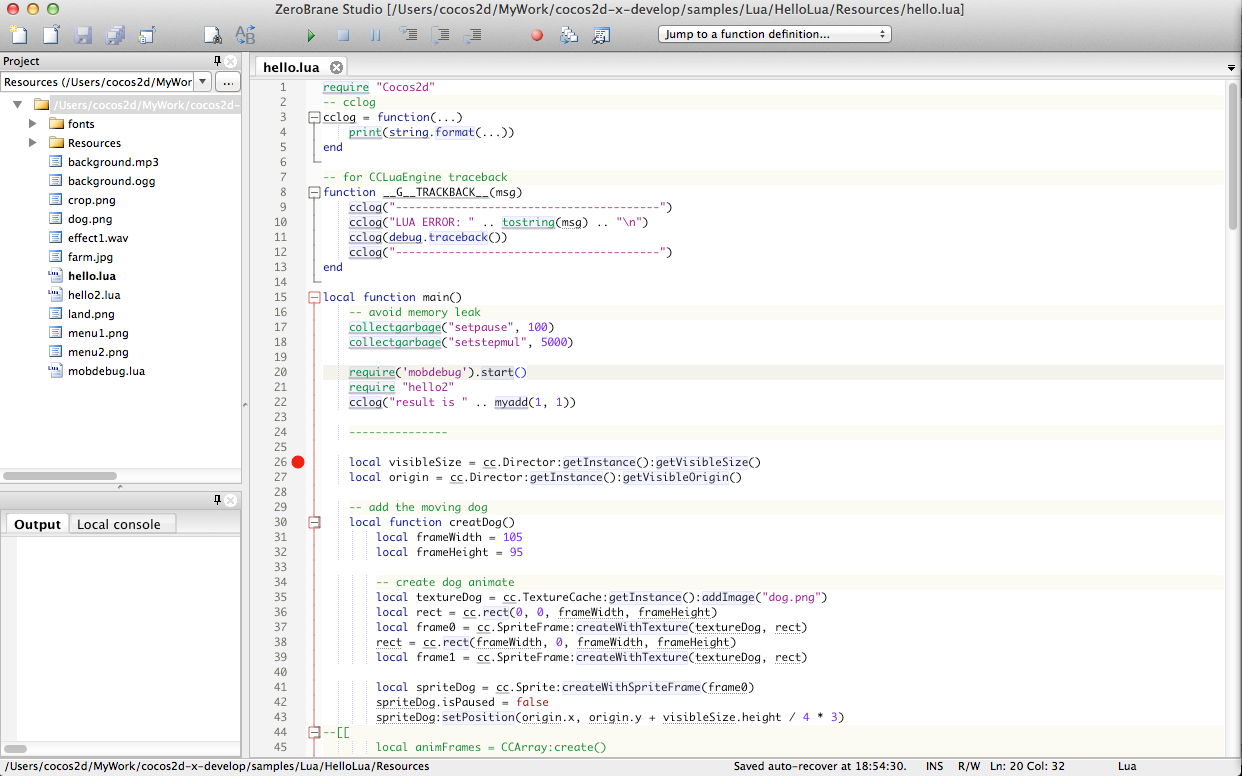 ZeroBrane Studio [/Users/cocos2d/MyWork/cocos2d-x-develop/samples/Lua/HelloLua/Resources/hello.lua]
Jump to a function definition...
Project
Resources (/Users/cocos2d/MyWor
...
/Users/cocos2d/MyWork/cocos2d-
fonts
Resources
background.mp3
background.ogg
crop.png
dog.png
effect1.wav
farm.jpg
hello.lua
hello2.lua
land.png
menu1.png
menu2.png
mobdebug.lua
Output
Local console
hello.lua
1 require "Cocos2d"
2 -- cclog
3 cclog = function(...)
4 print(string.format(...))
5 end
6
7 -- for CCLuaEngine traceback
8 function __G__TRACKBACK__(msg)
9 cclog("----------------------------------------")
10 cclog("LUA ERROR: " .. tostring(msg) .. "\n")
11 cclog(debug.traceback())
12 cclog("----------------------------------------")
13 end
14
15 local function main()
16 -- avoid memory leak
17 collectgarbage("setpause", 100)
18 collectgarbage("setstepmul", 5000)
19
20 require('mobdebug').start()
21 require "hello2"
22 cclog("result is " .. myadd(1, 1))
23
24 ---------------
25
26 local visibleSize = cc.Director:getInstance():getVisibleSize()
27 local origin = cc.Director:getInstance():getVisibleOrigin()
28
29 -- add the moving dog
30 local function creatDog()
31 local frameWidth = 105
32 local frameHeight = 95
33
34 -- create dog animate
35 local textureDog = cc.TextureCache:getInstance():addImage("dog.png")
36 local rect = cc.rect(0, 0, frameWidth, frameHeight)
37 local frame0 = cc.SpriteFrame:createWithTexture(textureDog, rect)
38 rect = cc.rect(frameWidth, 0, frameWidth, frameHeight)
39 local frame1 = cc.SpriteFrame:createWithTexture(textureDog, rect)
40
41 local spriteDog = cc.Sprite:createWithSpriteFrame(frame0)
42 spriteDog.isPaused = false
43 spriteDog:setPosition(origin.x, origin.y + visibleSize.height / 4 * 3)
44 --[[
45 local animFrames = CCArray:create()
/Users/cocos2d/MyWork/cocos2d-x-develop/samples/Lua/HelloLua/Resources
Saved auto-recover at 18:54:30.
INS
R/W
Ln: 20 Col: 32
Lua